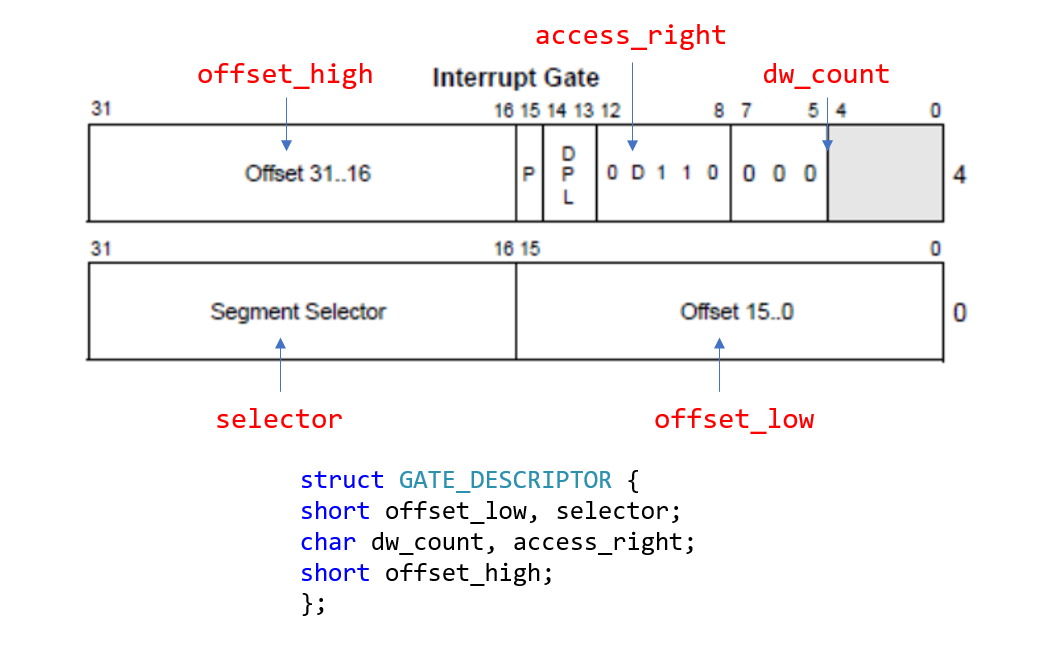 access_right
offset_high Interrupt Gate dw_count
31 16 15 14 13 12 8 7 5 4 0
Offset 31..16 P DPL 0 D 1 1 0 0 0 0 4
31 16 15 0
Segment Selector Offset 15..0 0
selector offset_low
struct GATE_DESCRIPTOR {
short offset_low, selector;
char dw_count, access_right;
short offset_high;
};